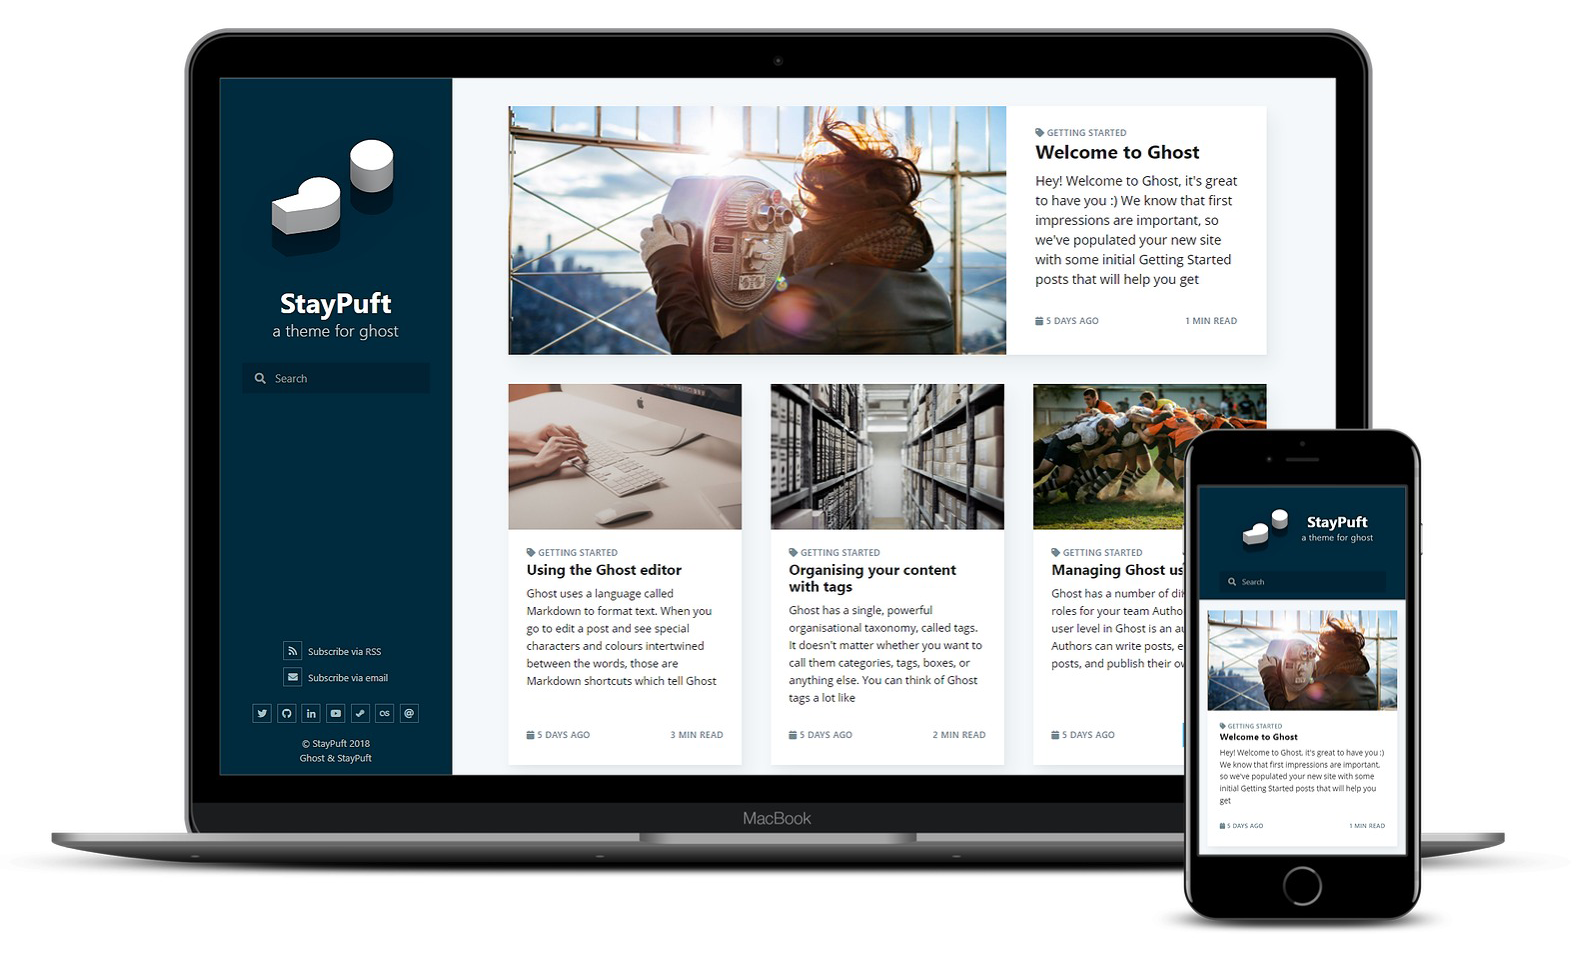 StayPuft
a theme for ghost
Search
Subscribe via RSS
Subscribe via email
© StayPuft 2018
Ghost & StayPuft
GETTING STARTED
Welcome to Ghost
Hey! Welcome to Ghost, it's great
to have you :) We know that first
impressions are important, so
we've populated your new site
with some initial Getting Started
posts that will help you get
5 DAYS AGO
1 MIN READ
GETTING STARTED
Using the Ghost editor
Ghost uses a language called
Markdown to format text. When you
go to edit a post and see special
characters and colours intertwined
between the words, those are
Markdown shortcuts which tell Ghost
5 DAYS AGO
3 MIN READ
GETTING STARTED
Organising your content
with tags
Ghost has a single, powerful
organisational taxonomy, called tags.
It doesn't matter whether you want to
call them categories, tags, boxes, or
anything else. You can think of Ghost
tags a lot like
5 DAYS AGO
2 MIN READ
GETTING STARTED
Managing Ghost
Ghost has a number of
roles for your team
user level in Ghost is an
Authors can write posts,
posts, and publish their
5 DAYS AGO
MacBook
StayPuft
a theme for ghost
Search
GETTING STARTED
Welcome to Ghost
Hey! Welcome to Ghost, it's great to have you :)
We know that first impressions are important,
so we've populated your new site with some
initial Getting Started posts that will help you
get
5 DAYS AGO
1 MIN READ